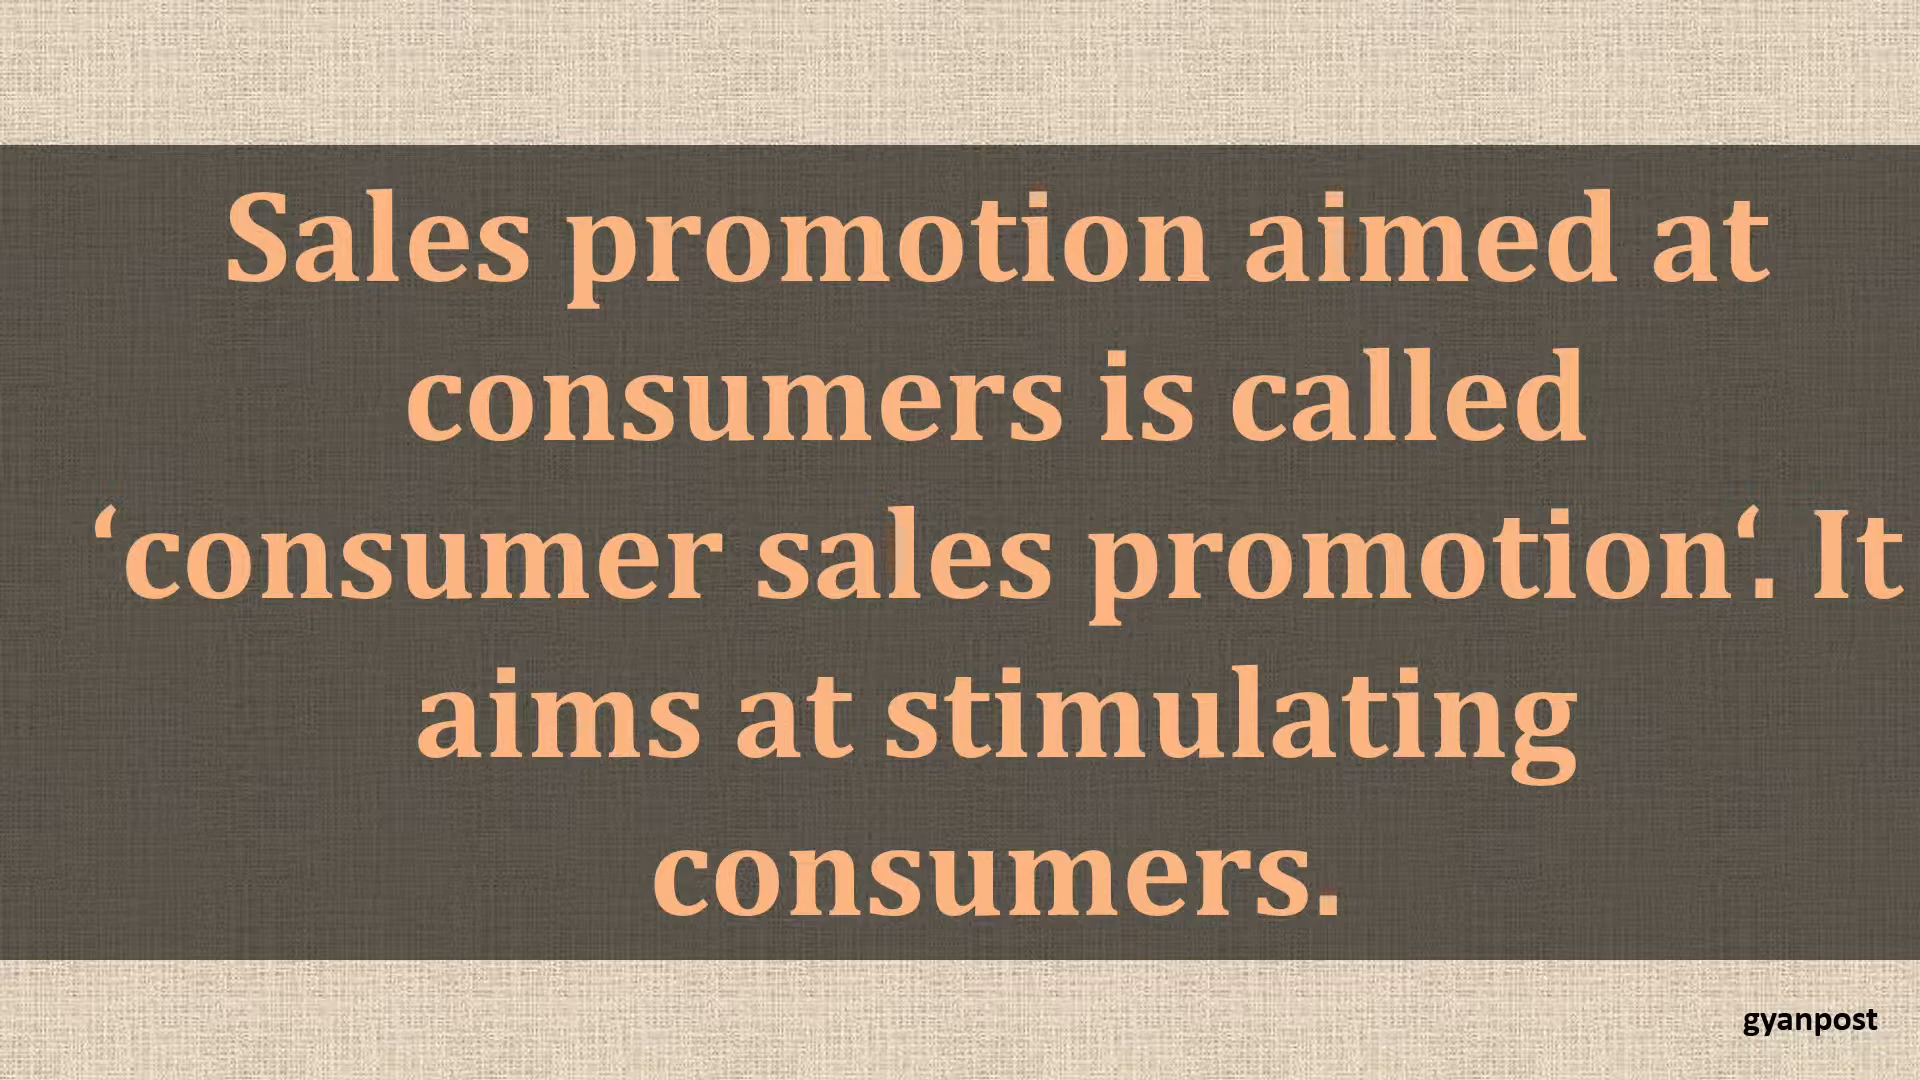 Sales promotion aimed at
consumers is called
‘consumer sales promotion‘. It
aims at stimulating
consumers.
gyanpost